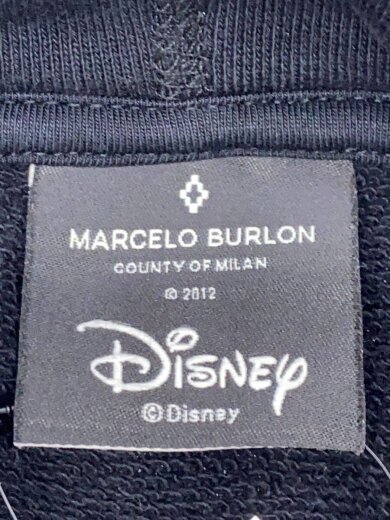 MARCELO BURLON
COUNTY OF MILAN
© 2012
Disney
©Disney